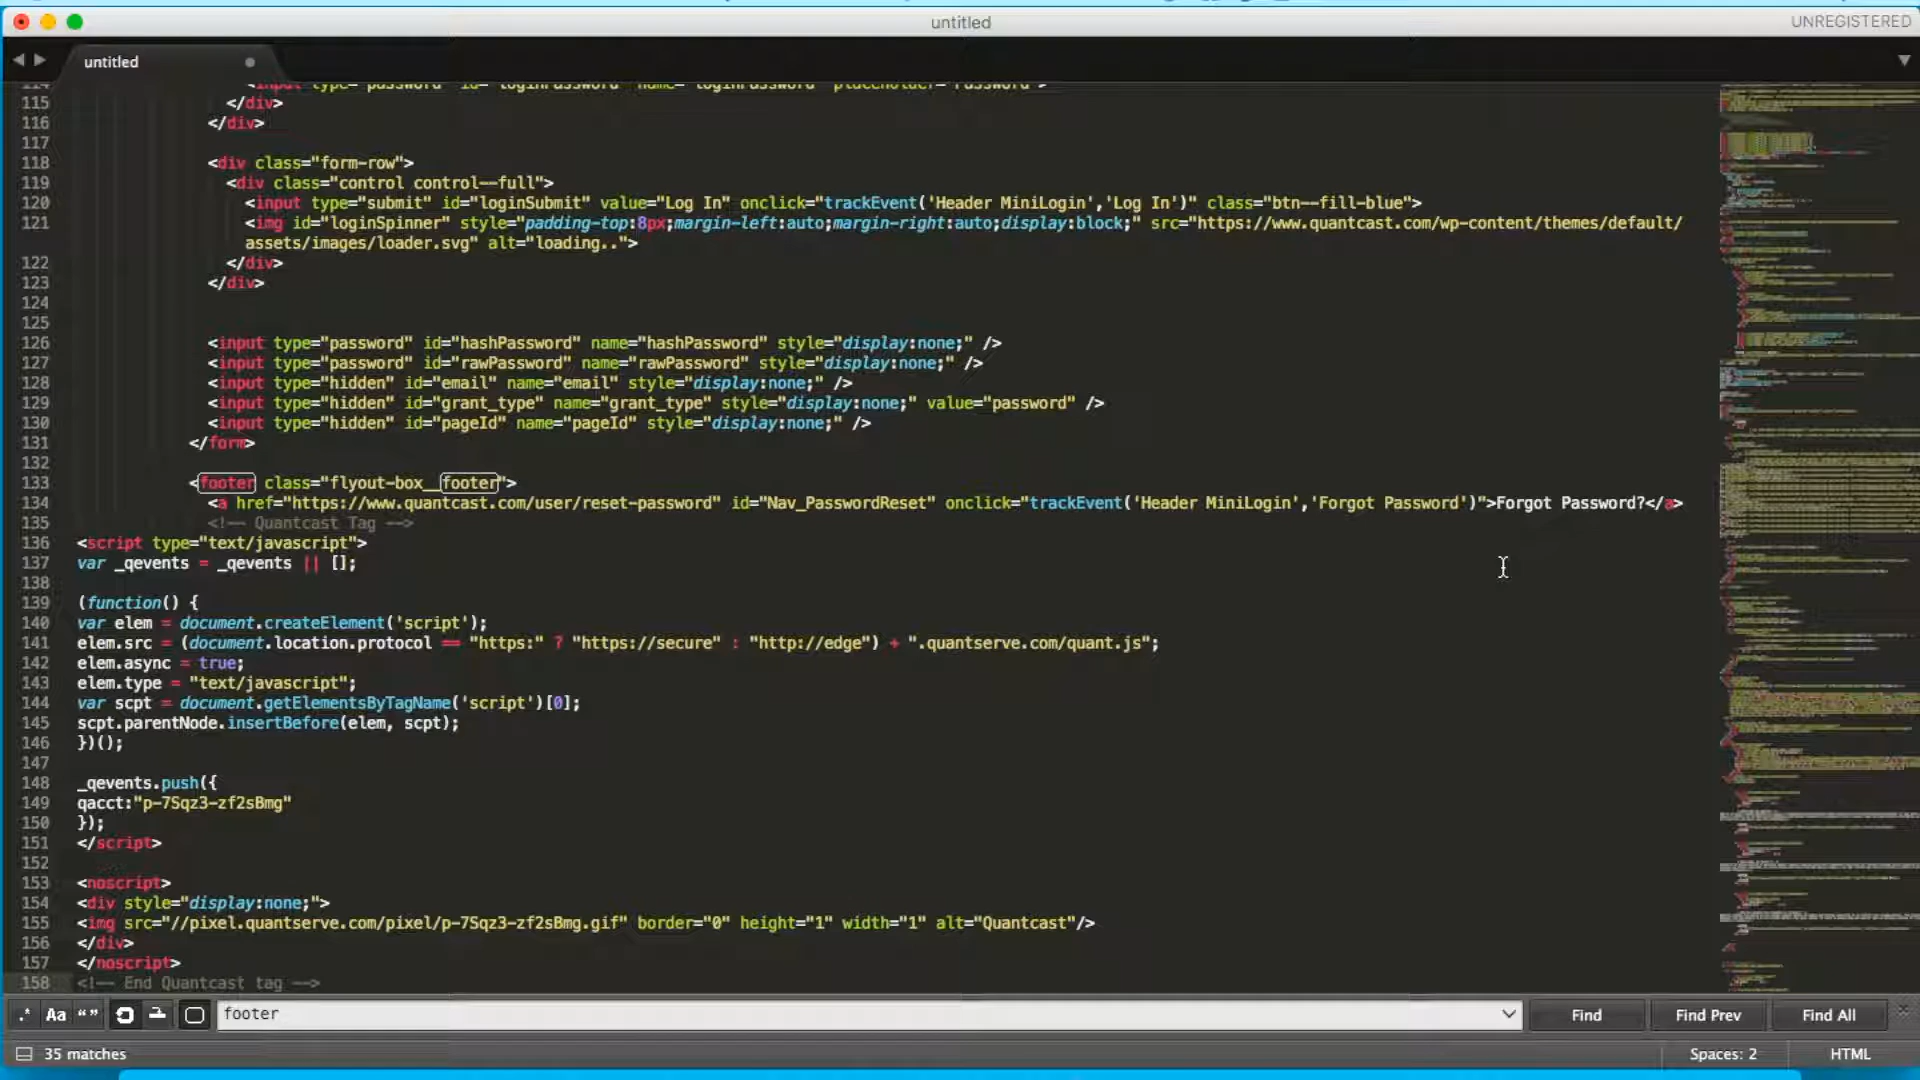 untitled
UNREGISTERED
untitled
115 </div>
116 </div>
117
118 <div class="form-row">
119 <div class="control control--full">
120 <input type="submit" id="loginSubmit" value="Log In" onclick="trackEvent('Header MiniLogin','Log In')" class="btn--fill-blue">
121 <img id="loginSpinner" style="padding-top:8px;margin-left:auto;margin-right:auto;display:block;" src="https://www.quantcast.com/wp-content/themes/default/
assets/images/loader.svg" alt="loading..">
122 </div>
123 </div>
124
125
126 <input type="password" id="hashPassword" name="hashPassword" style="display:none;" />
127 <input type="password" id="rawPassword" name="rawPassword" style="display:none;" />
128 <input type="hidden" id="email" name="email" style="display:none;" />
129 <input type="hidden" id="grant_type" name="grant_type" style="display:none;" value="password" />
130 <input type="hidden" id="pageId" name="pageId" style="display:none;" />
131 </form>
132
133 <footer class="flyout-box__footer">
134 <a href="https://www.quantcast.com/user/reset-password" id="Nav_PasswordReset" onclick="trackEvent('Header MiniLogin','Forgot Password')">Forgot Password?</a>
135 <!-- Quantcast Tag -->
136 <script type="text/javascript">
137 var _qevents = _qevents || [];
138
139 (function() {
140 var elem = document.createElement('script');
141 elem.src = (document.location.protocol == "https:" ? "https://secure" : "http://edge") + ".quantserve.com/quant.js";
142 elem.async = true;
143 elem.type = "text/javascript";
144 var scpt = document.getElementsByTagName('script')[0];
145 scpt.parentNode.insertBefore(elem, scpt);
146 })();
147
148 _qevents.push({
149 qacct:"p-7Sqz3-zf2sBmg"
150 });
151 </script>
152
153 <noscript>
154 <div style="display:none;">
155 <img src="//pixel.quantserve.com/pixel/p-7Sqz3-zf2sBmg.gif" border="0" height="1" width="1" alt="Quantcast"/>
156 </div>
157 </noscript>
158 <!-- End Quantcast tag -->
.* Aa “” footer Find Find Prev Find All
35 matches Spaces: 2 HTML